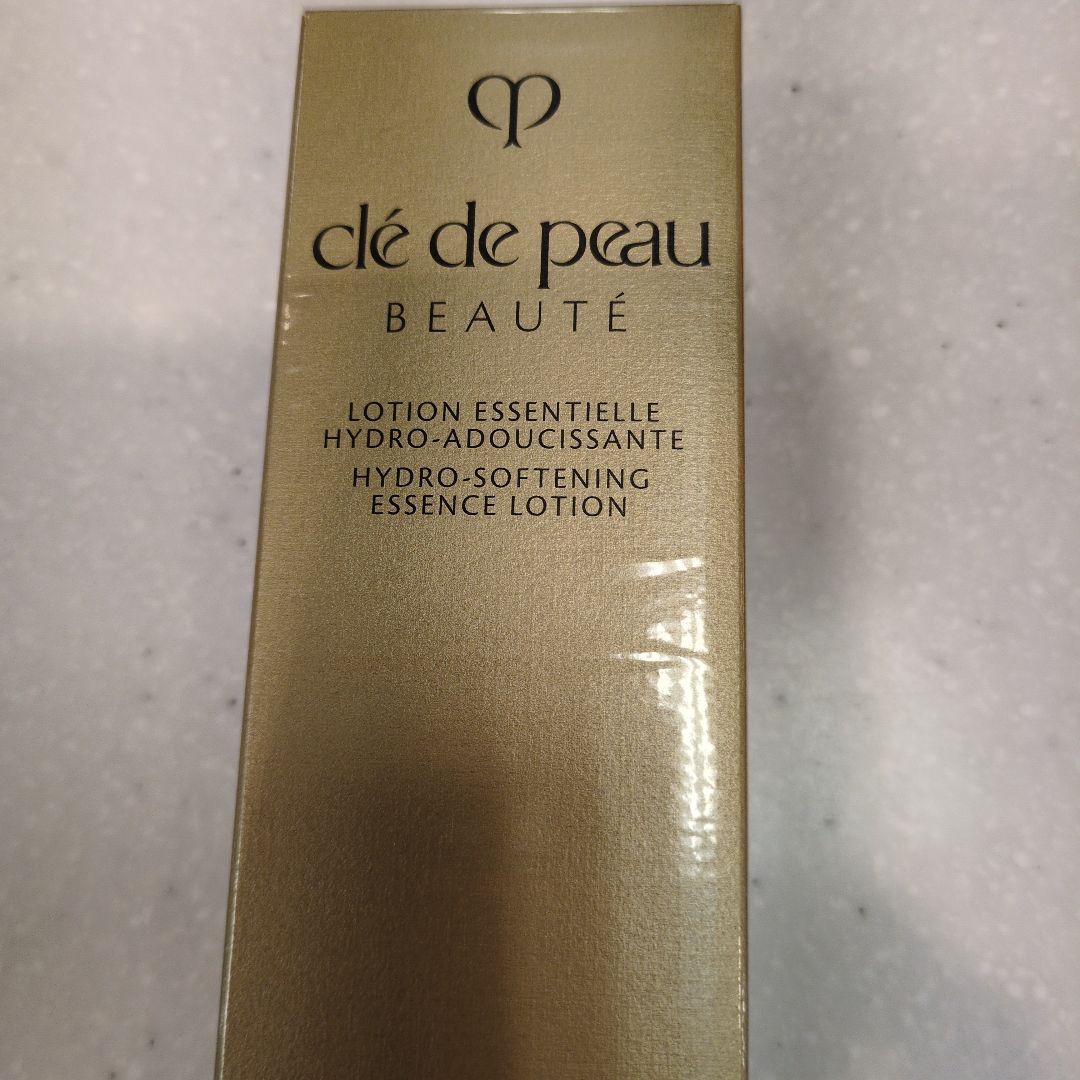 clé de peau
BEAUTÉ
LOTION ESSENTIELLE
HYDRO-ADOUCISSANTE
HYDRO-SOFTENING
ESSENCE LOTION